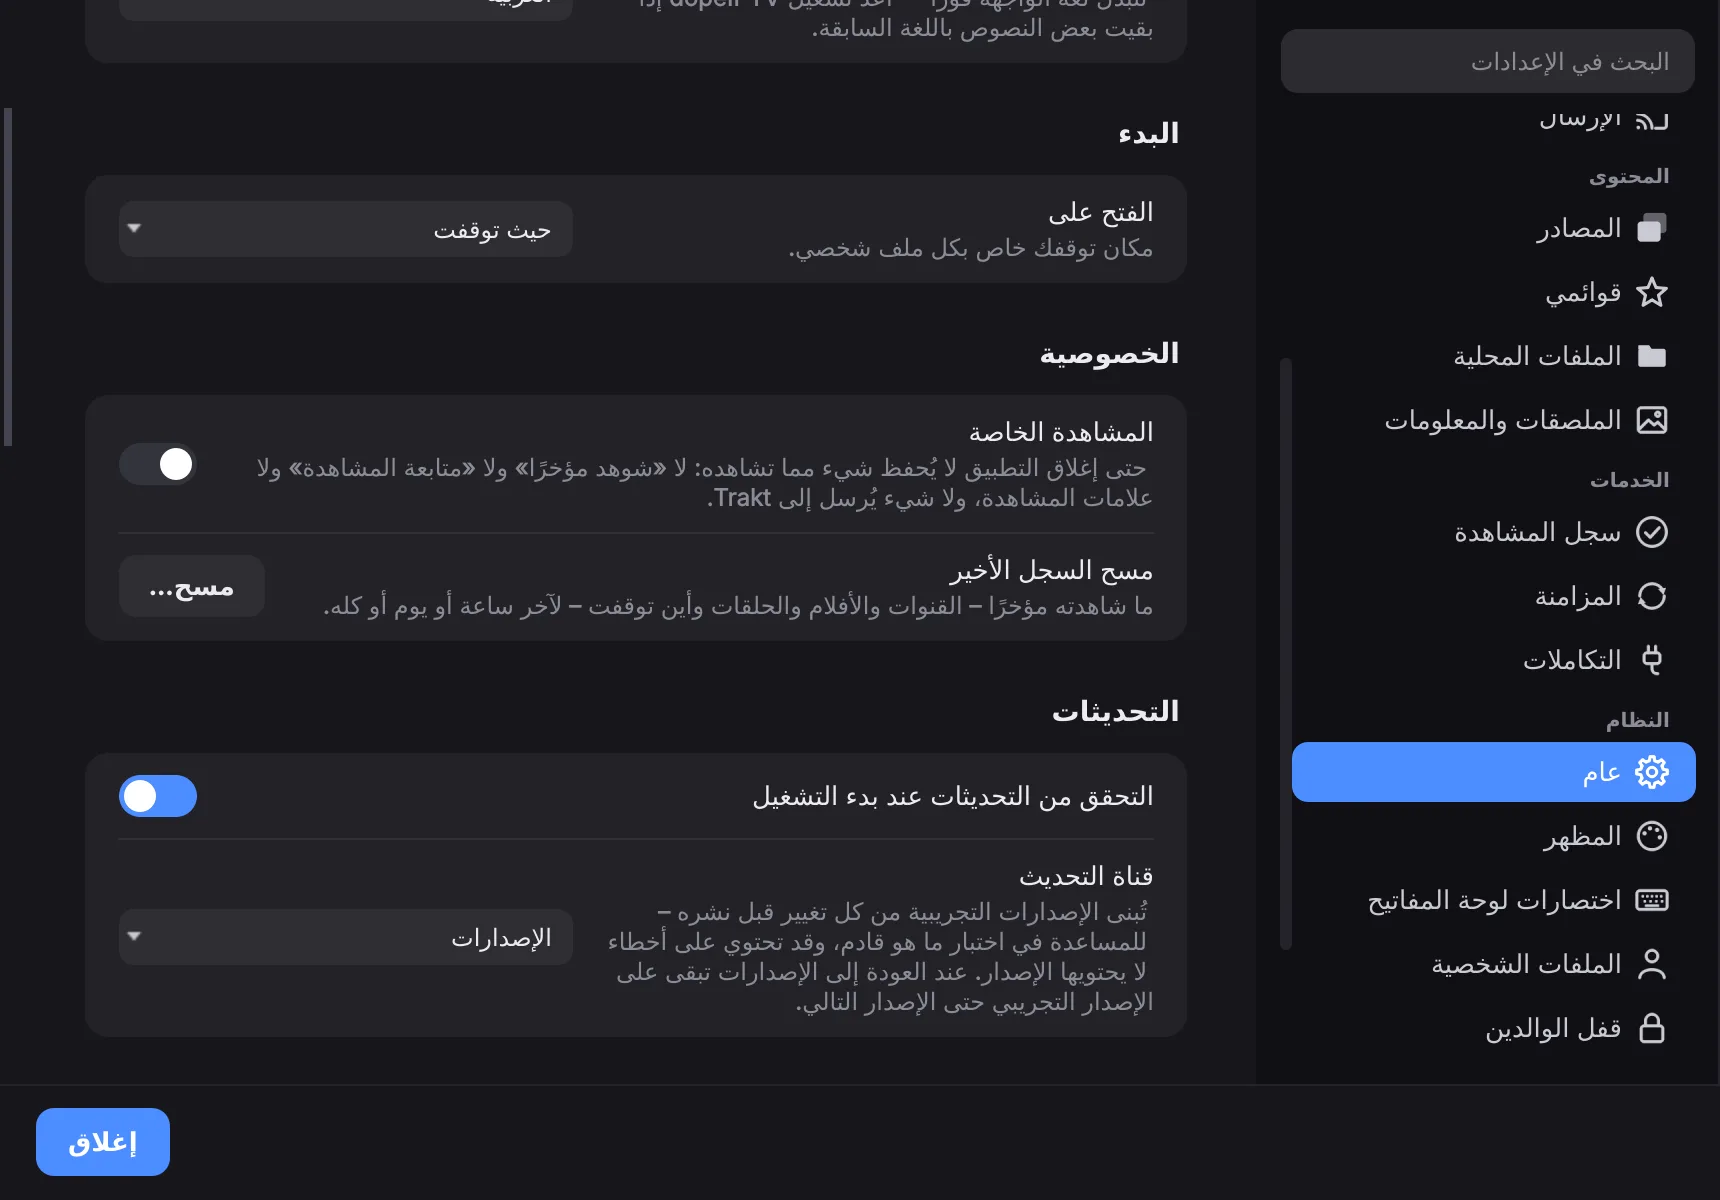 البحث في الإعدادات
الإرسال
المحتوى
المصادر
قوائمي
الملفات المحلية
الملصقات والمعلومات
الخدمات
سجل المشاهدة
المزامنة
التكاملات
النظام
عام
المظهر
اختصارات لوحة المفاتيح
الملفات الشخصية
قفل الوالدين
بقيت بعض النصوص باللغة السابقة.
البدء
الفتح على
مكان توقفك خاص بكل ملف شخصي.
حيث توقفت
الخصوصية
المشاهدة الخاصة
حتى إغلاق التطبيق لا يُحفظ شيء مما تشاهده: لا «شوهد مؤخرًا» ولا «متابعة المشاهدة» ولا
علامات المشاهدة، ولا شيء يُرسل إلى Trakt.
مسح السجل الأخير
ما شاهدته مؤخرًا – القنوات والأفلام والحلقات وأين توقفت – لآخر ساعة أو يوم أو كله.
مسح...
التحديثات
التحقق من التحديثات عند بدء التشغيل
قناة التحديث
تُبنى الإصدارات التجريبية من كل تغيير قبل نشره –
للمساعدة في اختبار ما هو قادم، وقد تحتوي على أخطاء
لا يحتويها الإصدار. عند العودة إلى الإصدارات تبقى على
الإصدار التجريبي حتى الإصدار التالي.
الإصدارات
إغلاق